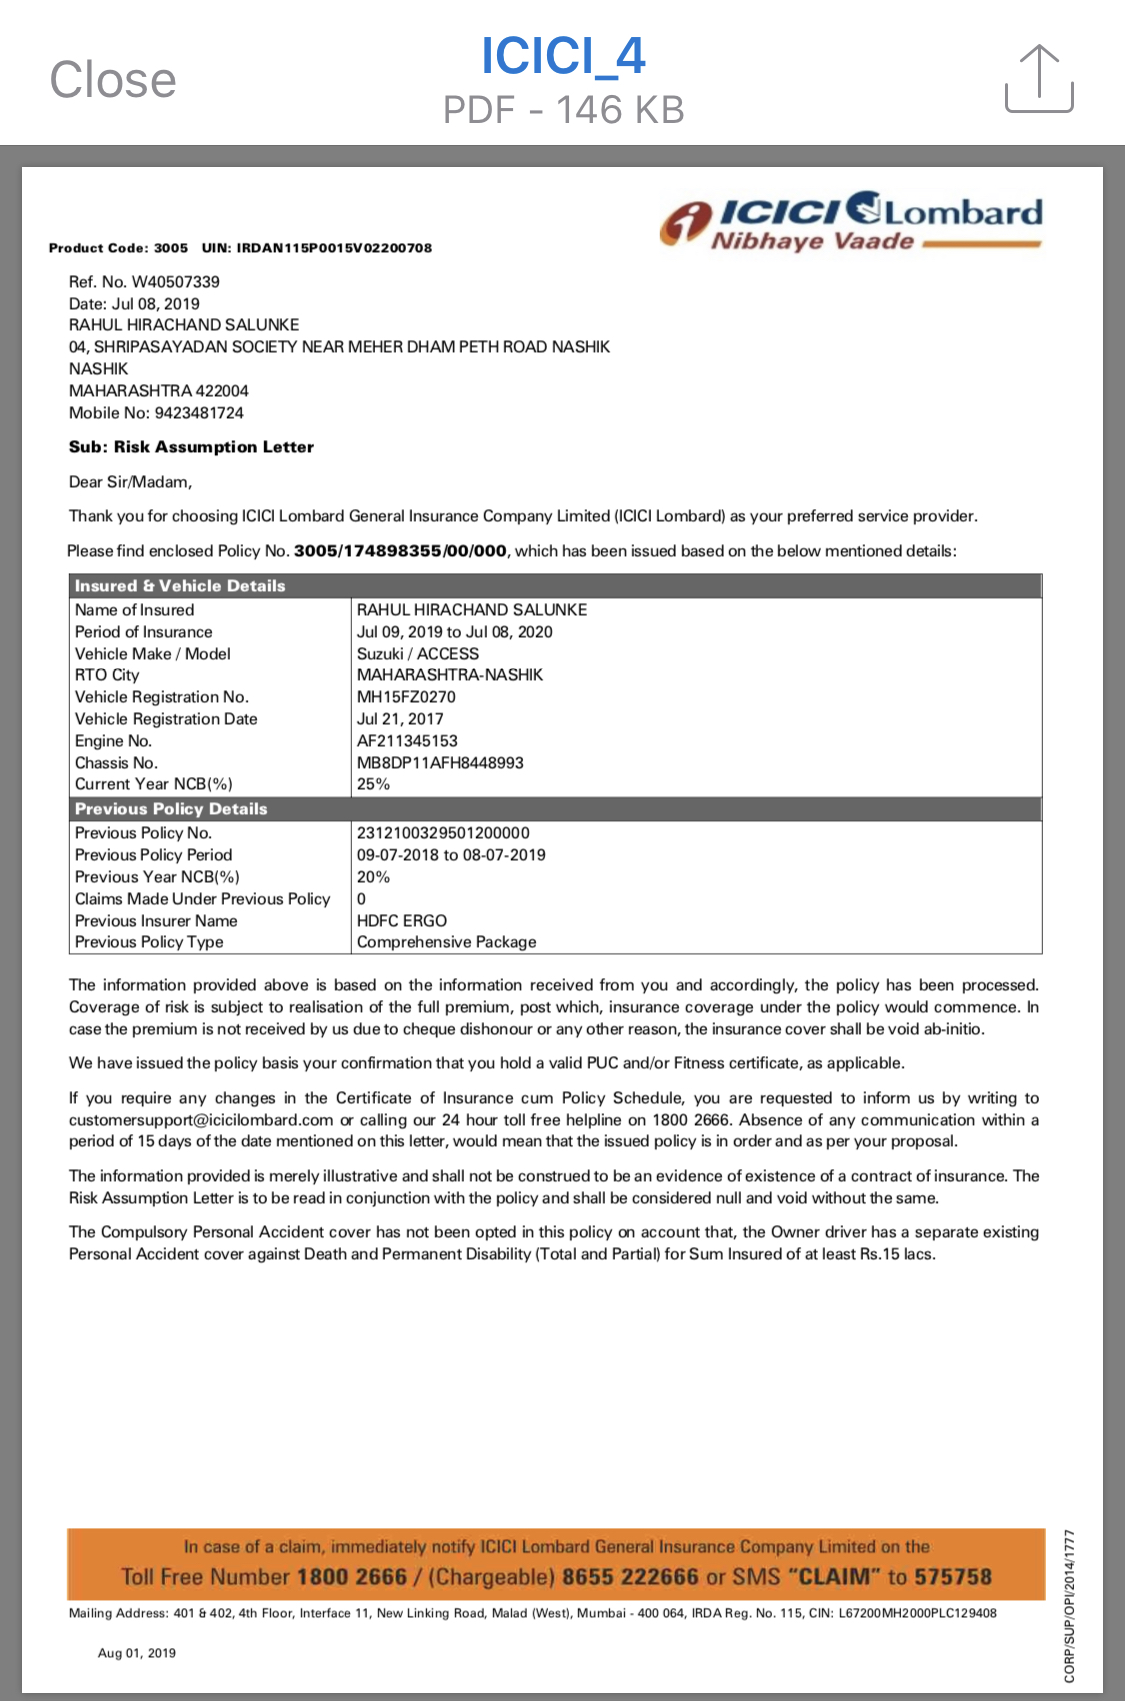 Close
ICICI_4
PDF - 146 KB
ICICI Lombard
Nibhaye Vaade
Product Code: 3005 UIN: IRDAN115P0015V02200708
Ref. No. W40507339
Date: Jul 08, 2019
RAHUL HIRACHAND SALUNKE
04, SHRIPASAYADAN SOCIETY NEAR MEHER DHAM PETH ROAD NASHIK
NASHIK
MAHARASHTRA 422004
Mobile No: 9423481724
Sub: Risk Assumption Letter
Dear Sir/Madam,
Thank you for choosing ICICI Lombard General Insurance Company Limited (ICICI Lombard) as your preferred service provider.
Please find enclosed Policy No. 3005/174898355/00/000, which has been issued based on the below mentioned details:
Insured & Vehicle Details
Name of Insured RAHUL HIRACHAND SALUNKE
Period of Insurance Jul 09, 2019 to Jul 08, 2020
Vehicle Make / Model Suzuki / ACCESS
RTO City MAHARASHTRA-NASHIK
Vehicle Registration No. MH15FZ0270
Vehicle Registration Date Jul 21, 2017
Engine No. AF211345153
Chassis No. MB8DP11AFH8448993
Current Year NCB(%) 25%
Previous Policy Details
Previous Policy No. 2312100329501200000
Previous Policy Period 09-07-2018 to 08-07-2019
Previous Year NCB(%) 20%
Claims Made Under Previous Policy 0
Previous Insurer Name HDFC ERGO
Previous Policy Type Comprehensive Package
The information provided above is based on the information received from you and accordingly, the policy has been processed.
Coverage of risk is subject to realisation of the full premium, post which, insurance coverage under the policy would commence. In
case the premium is not received by us due to cheque dishonour or any other reason, the insurance cover shall be void ab-initio.
We have issued the policy basis your confirmation that you hold a valid PUC and/or Fitness certificate, as applicable.
If you require any changes in the Certificate of Insurance cum Policy Schedule, you are requested to inform us by writing to
customersupport@icicilombard.com or calling our 24 hour toll free helpline on 1800 2666. Absence of any communication within a
period of 15 days of the date mentioned on this letter, would mean that the issued policy is in order and as per your proposal.
The information provided is merely illustrative and shall not be construed to be an evidence of existence of a contract of insurance. The
Risk Assumption Letter is to be read in conjunction with the policy and shall be considered null and void without the same.
The Compulsory Personal Accident cover has not been opted in this policy on account that, the Owner driver has a separate existing
Personal Accident cover against Death and Permanent Disability (Total and Partial) for Sum Insured of at least Rs.15 lacs.
In case of a claim, immediately notify ICICI Lombard General Insurance Company Limited on the
Toll Free Number 1800 2666 / (Chargeable) 8655 222666 or SMS "CLAIM" to 575758
Mailing Address: 401 & 402, 4th Floor, Interface 11, New Linking Road, Malad (West), Mumbai - 400 064, IRDA Reg. No. 115, CIN: L67200MH2000PLC129408
Aug 01, 2019
CORP/SUP/OPI/2014/1777